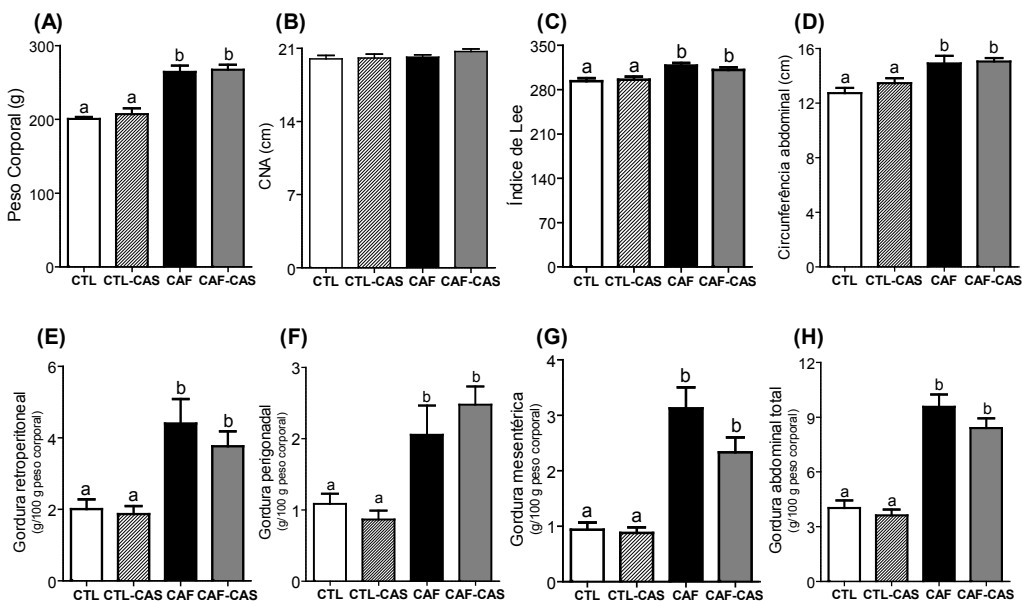 (A)
Peso Corporal (g)
300
200
100
0
a
a
b
b
CTL
CTL-CAS
CAF
CAF-CAS
(B)
CNA (cm)
21
14
7
0
CTL
CTL-CAS
CAF
CAF-CAS
(C)
Índice de Lee
350
280
210
140
70
0
a
a
b
b
CTL
CTL-CAS
CAF
CAF-CAS
(D)
Circunferência abdominal (cm)
16
12
8
4
0
a
a
b
b
CTL
CTL-CAS
CAF
CAF-CAS
(E)
Gordura retroperitoneal
(g/100 g peso corporal)
6
4
2
0
a
a
b
b
CTL
CTL-CAS
CAF
CAF-CAS
(F)
Gordura perigonadal
(g/100 g peso corporal)
3
2
1
0
a
a
b
b
CTL
CTL-CAS
CAF
CAF-CAS
(G)
Gordura mesentérica
(g/100 g peso corporal)
4
3
2
1
0
a
a
b
b
CTL
CTL-CAS
CAF
CAF-CAS
(H)
Gordura abdominal total
(g/100 g peso corporal)
12
9
6
3
0
a
a
b
b
CTL
CTL-CAS
CAF
CAF-CAS